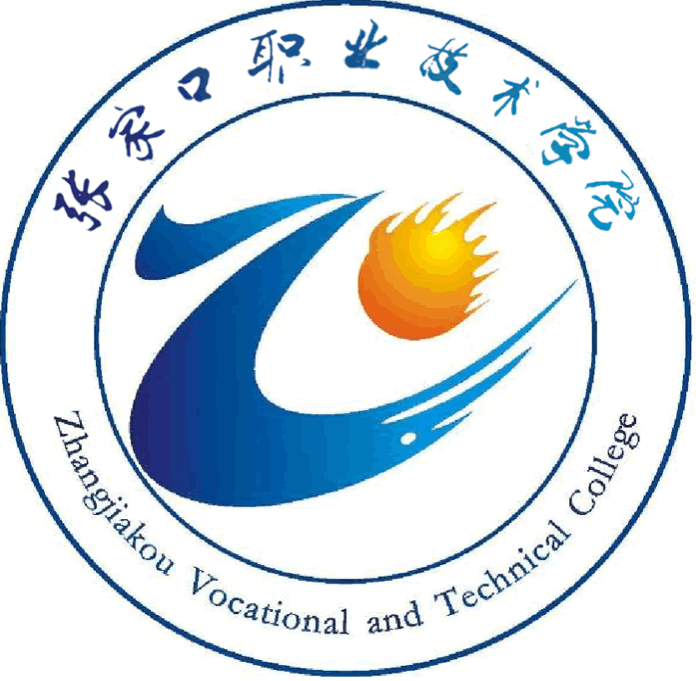 张家口职业技术学院
Zhangjiakou Vocational and Technical College